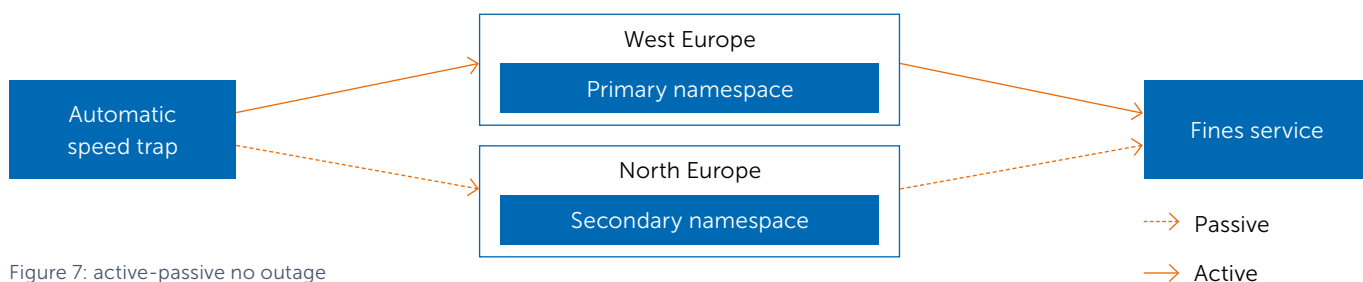 West Europe
Primary namespace
Automatic
speed trap
Fines service
North Europe
Secondary namespace
Passive
Active
Figure 7: active-passive no outage